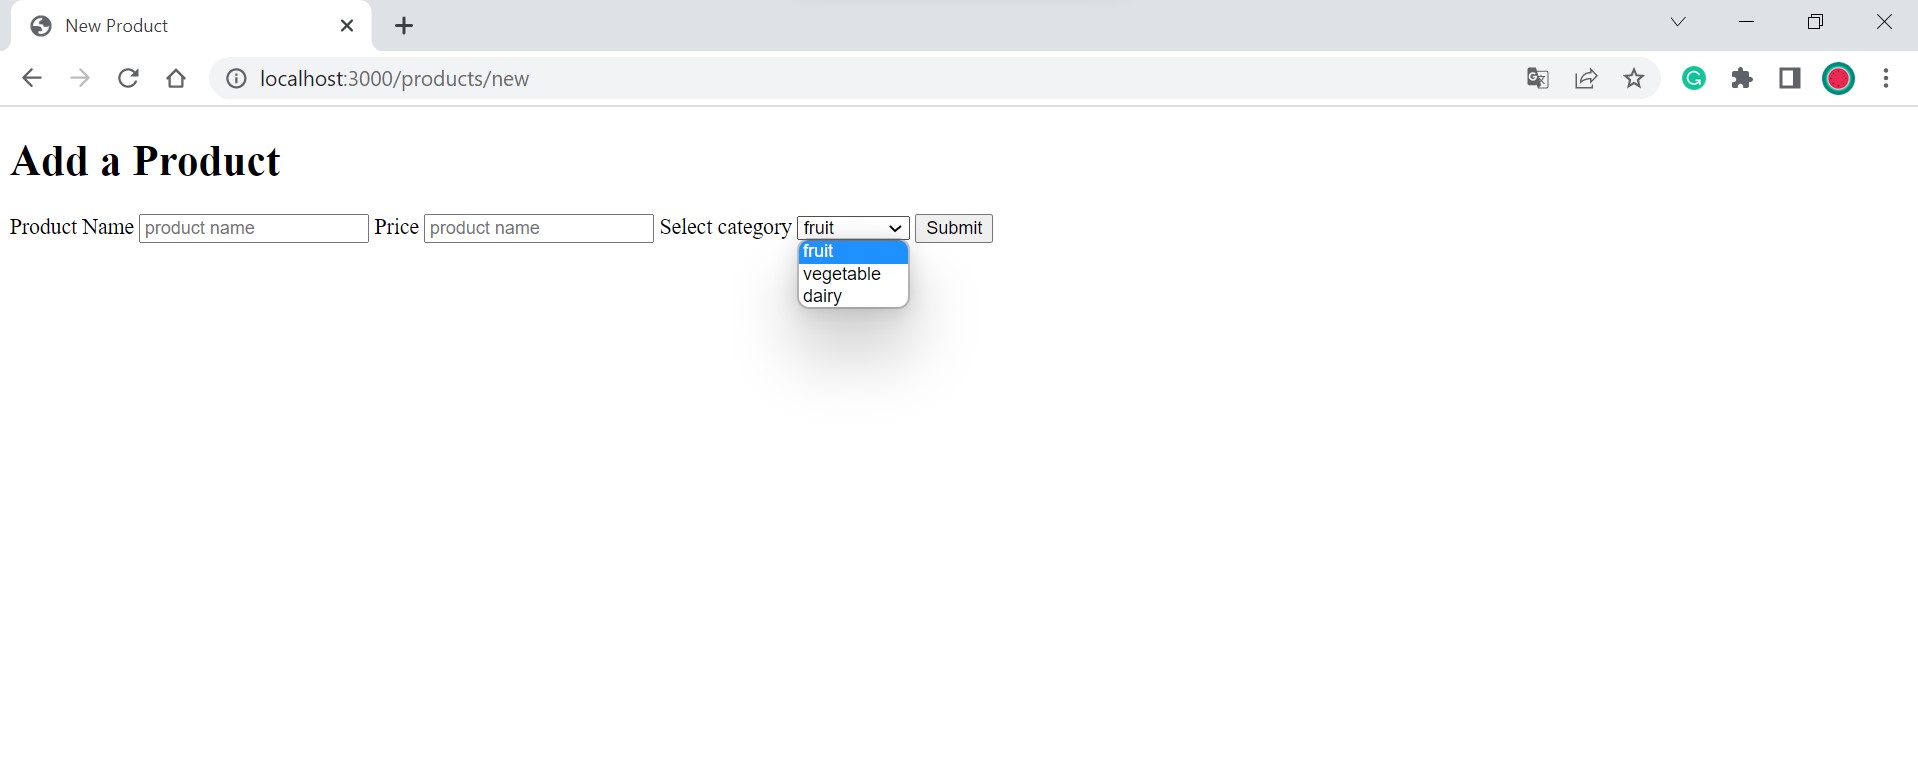 New Product
localhost:3000/products/new
Add a Product
Product Name product name Price product name Select category fruit Submit
fruit
vegetable
dairy